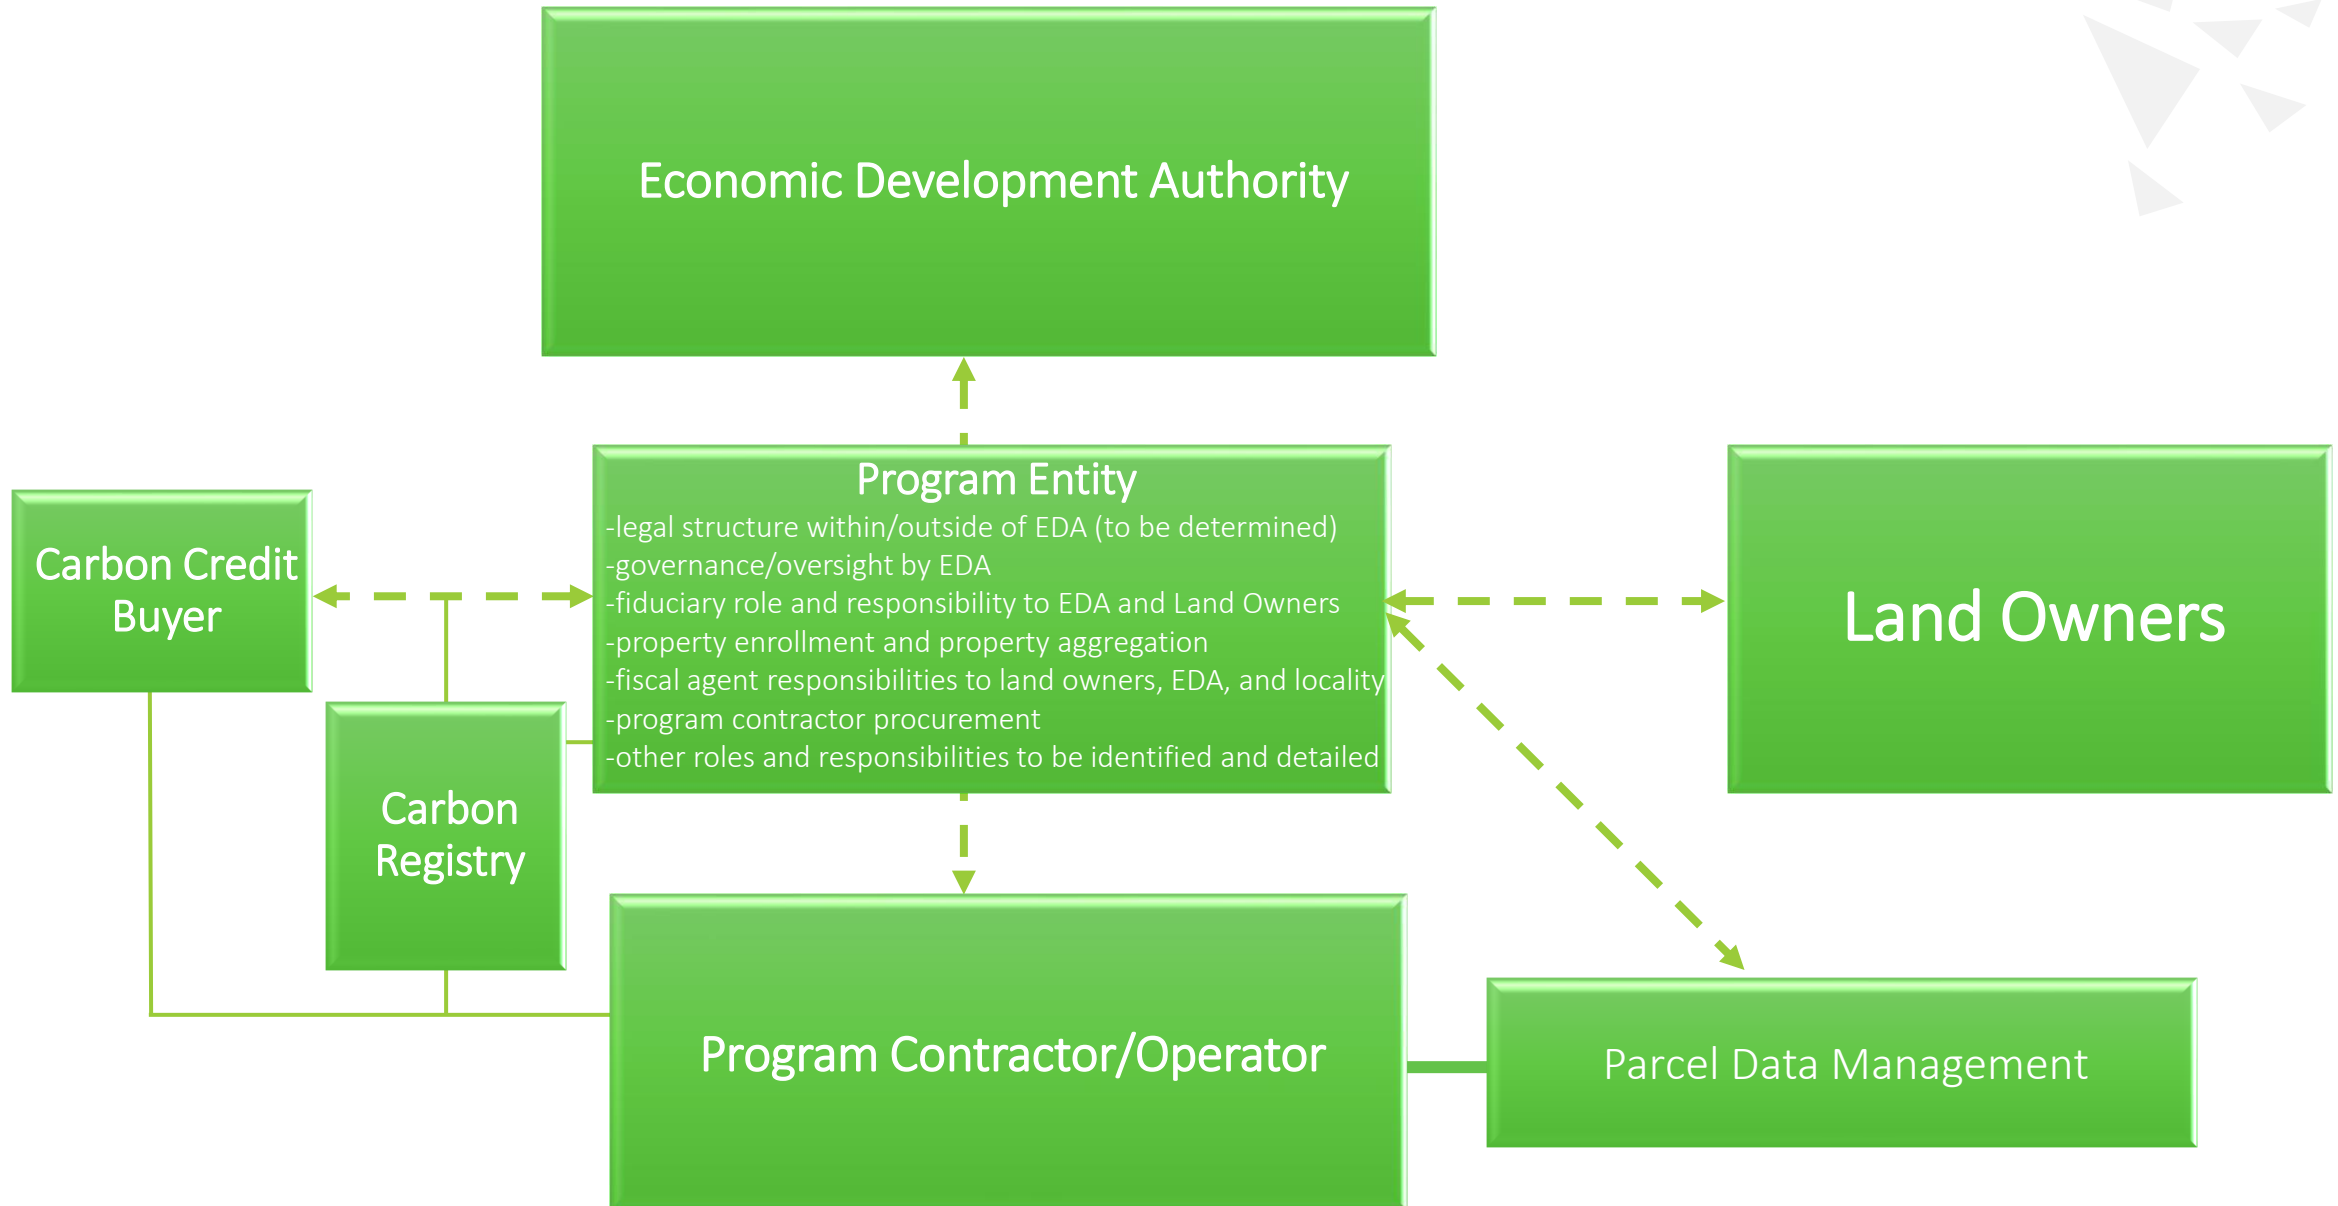 Economic Development Authority
Program Entity
-legal structure within/outside of EDA (to be determined)
-governance/oversight by EDA
-fiduciary role and responsibility to EDA and Land Owners
-property enrollment and property aggregation
-fiscal agent responsibilities to land owners, EDA, and locality
-program contractor procurement
-other roles and responsibilities to be identified and detailed
Carbon Credit
Buyer
Land Owners
Carbon
Registry
Program Contractor/Operator
Parcel Data Management